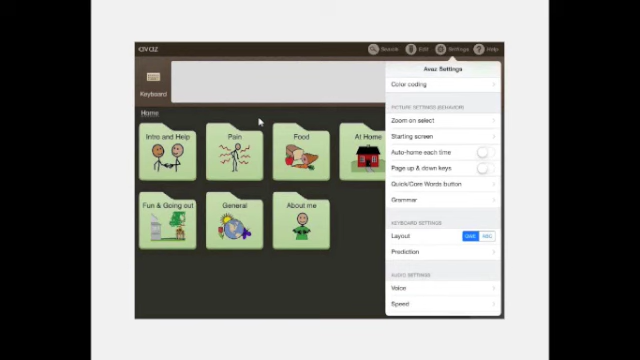 avaz
Search
Edit
Settings
Help
Keyboard
Home
Intro and Help
Pain
Food
At Home
Fun & Going out
General
About me
Avaz Settings
Color coding
PICTURE SETTINGS (BEHAVIOR)
Zoom on select
Starting screen
Auto-home each time
Page up & down keys
Quick/Core Words button
Grammar
KEYBOARD SETTINGS
Layout
ABC
Prediction
AUDIO SETTINGS
Voice
Speed